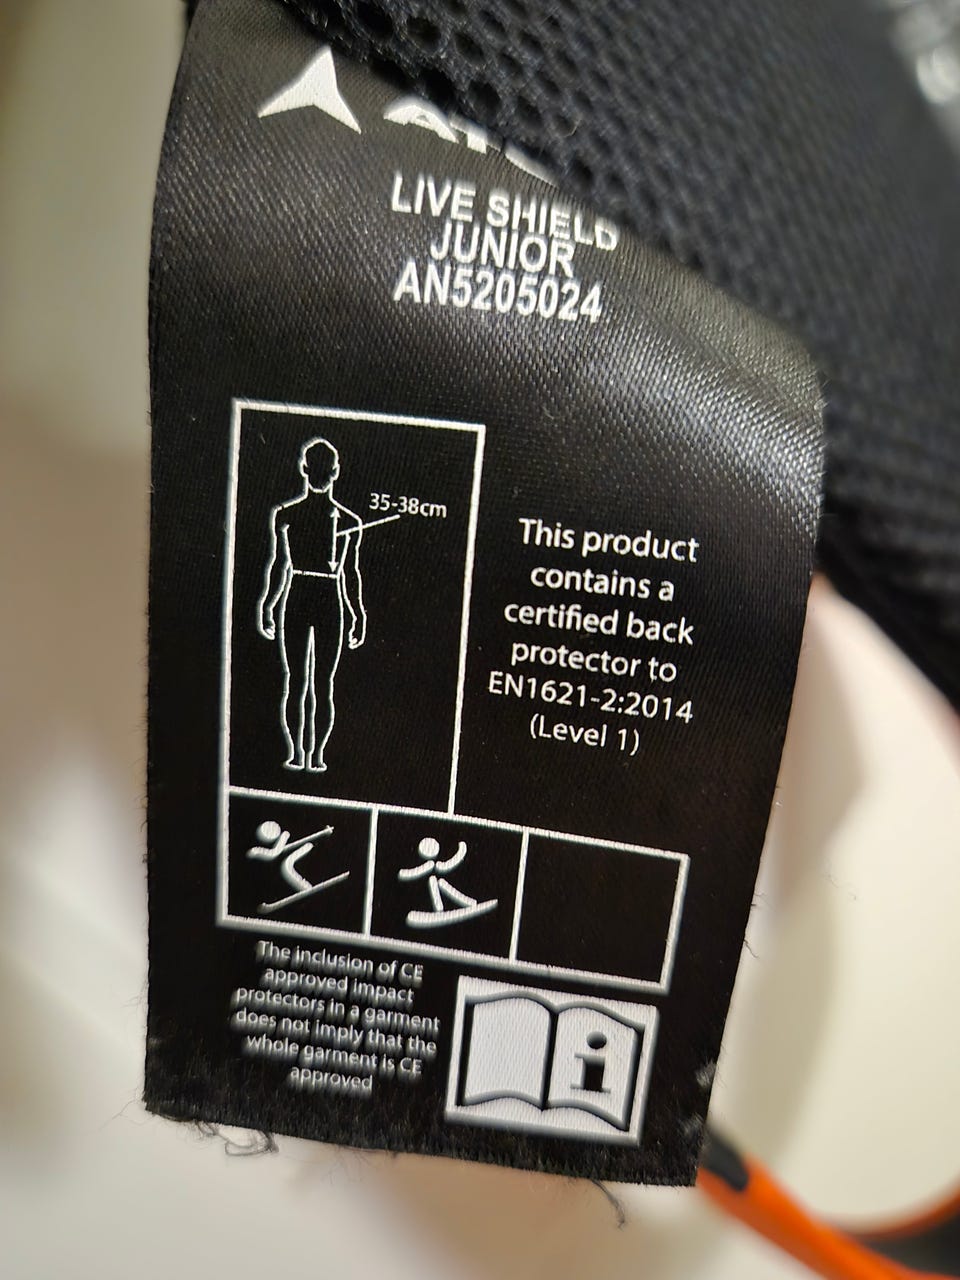 LIVE SHIELD
JUNIOR
AN5205024
35-38cm
This product
contains a
certified back
protector to
EN1621-2:2014
(Level 1)
The inclusion of CE
approved impact
protectors in a garment
does not imply that the
whole garment is CE
approved
i